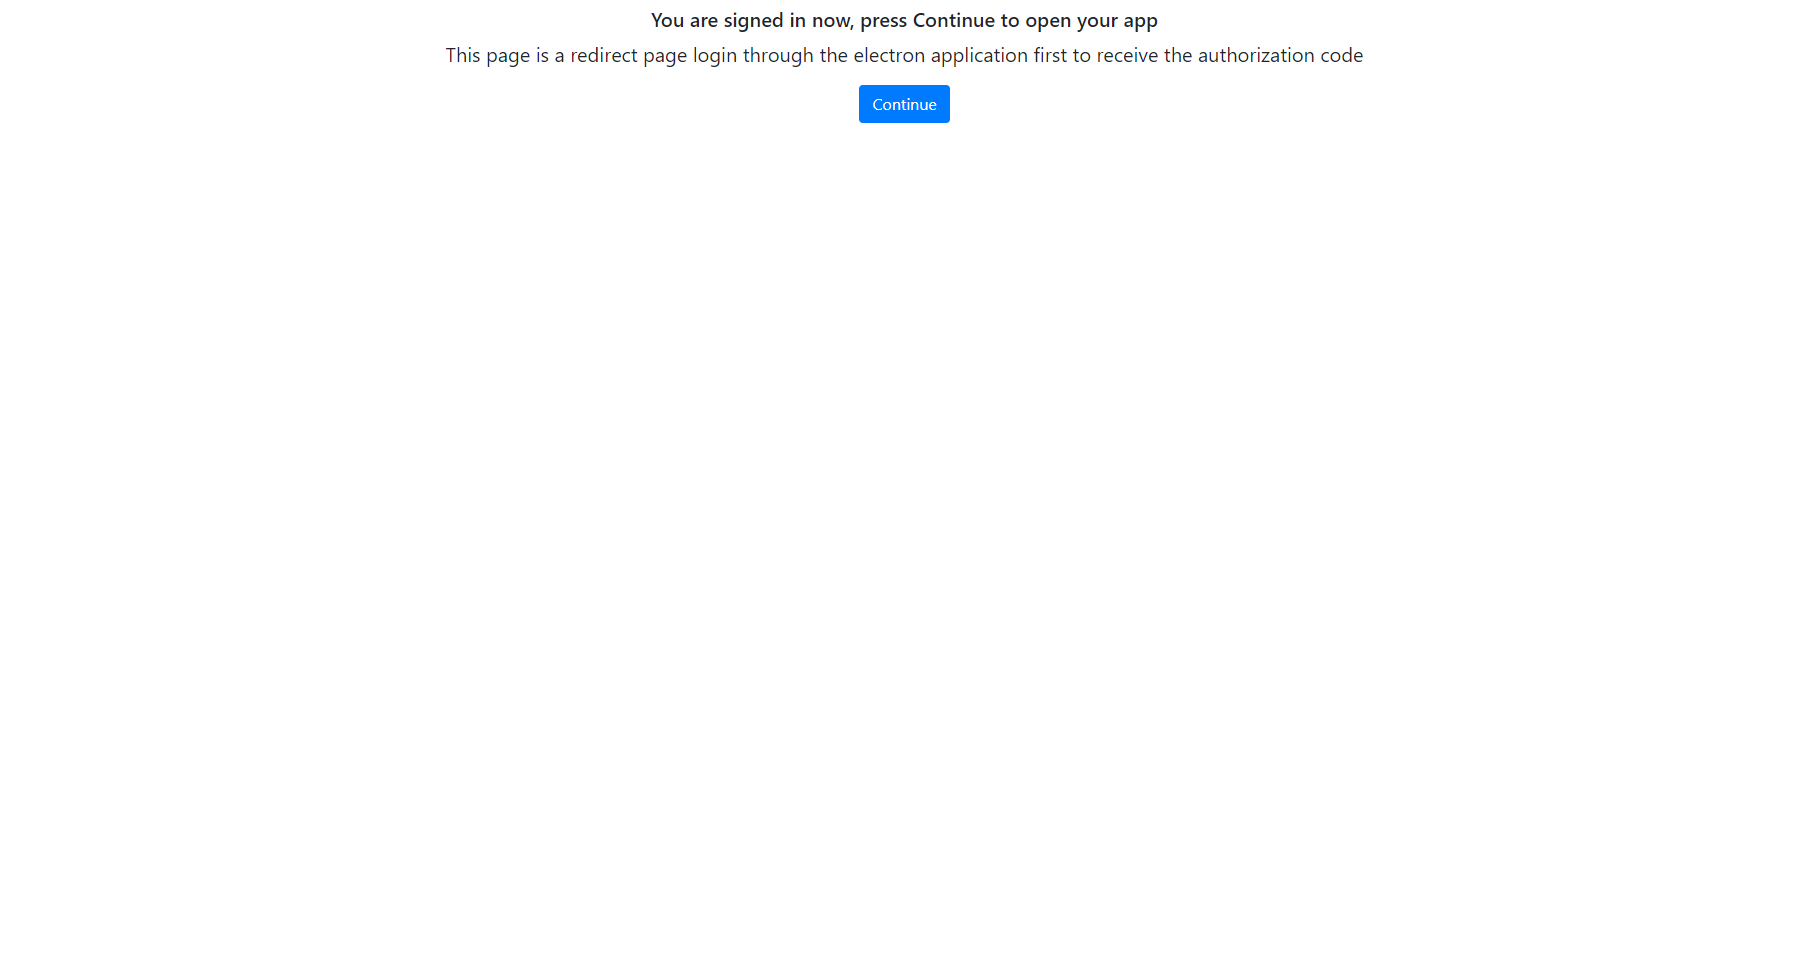 You are signed in now, press Continue to open your app
This page is a redirect page login through the electron application first to receive the authorization code
Continue